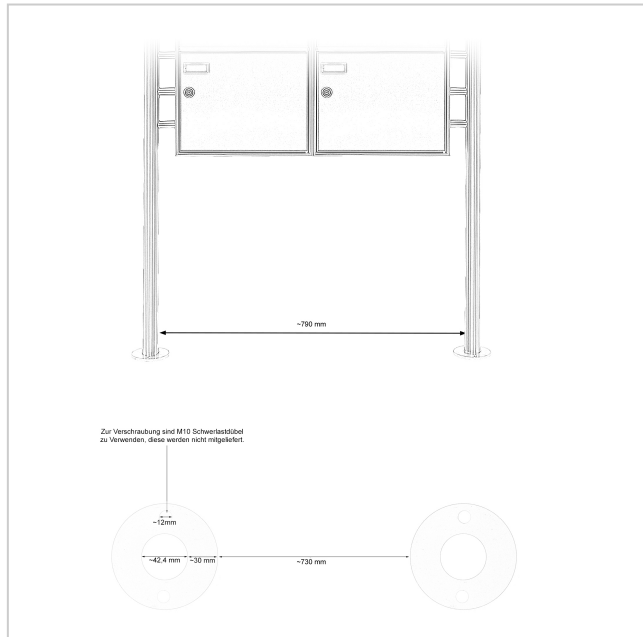 ~790 mm
Zur Verschraubung sind M10 Schwerlastdübel
zu Verwenden, diese werden nicht mitgeliefert.
~12mm
~42,4 mm
~30 mm
~730 mm